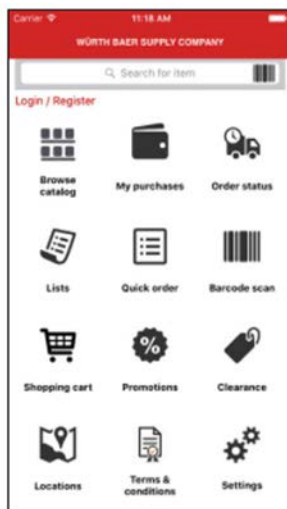 Carrier 11:18 AM
WÜRTH BAER SUPPLY COMPANY
Search for item
Login / Register
Browse
catalog
My purchases
Order status
Lists
Quick order
Barcode scan
Shopping cart
%
Promotions
Clearance
Locations
Terms &
conditions
Settings